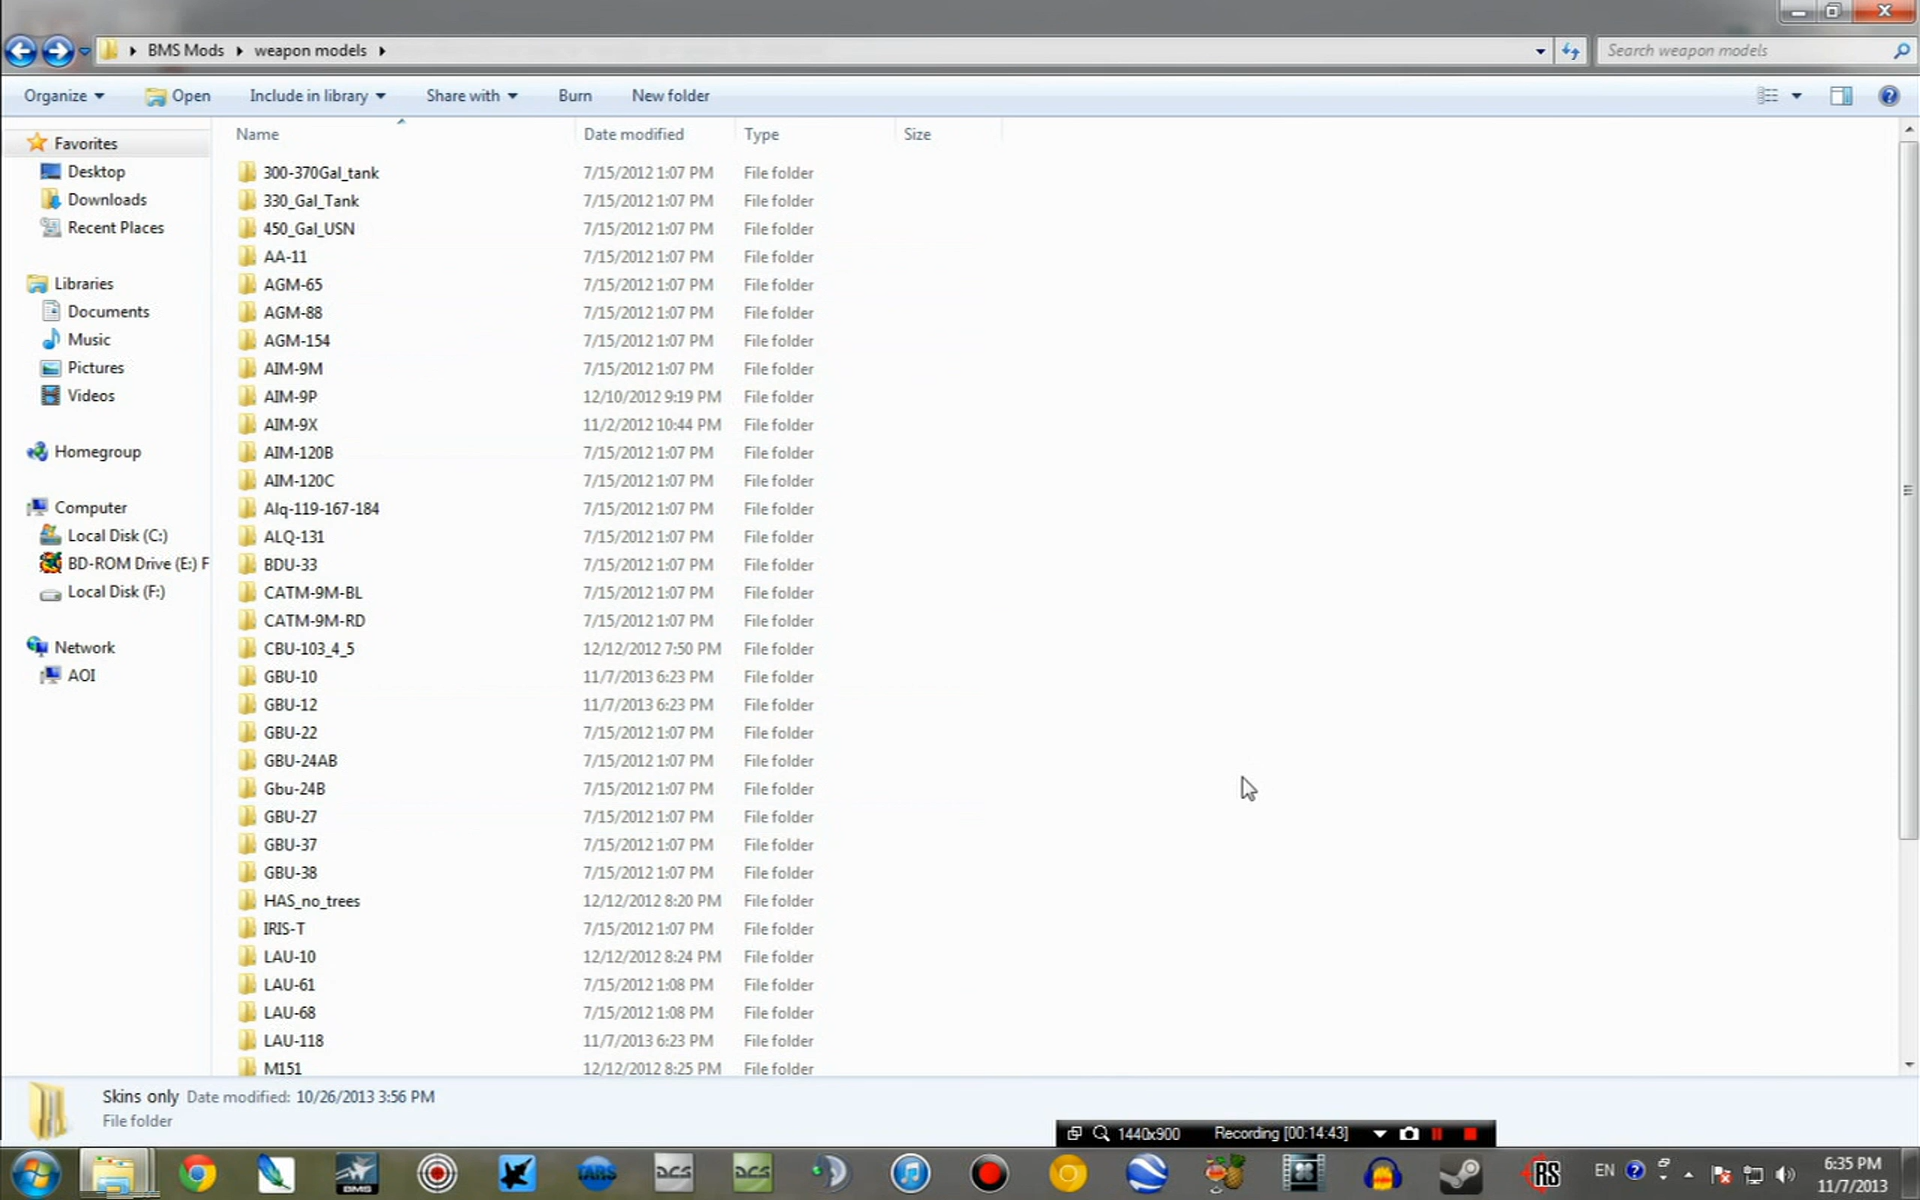 BMS Mods weapon models Search weapon models
Organize Open Include in library Share with Burn New folder
Name Date modified Type Size
Favorites
Desktop
Downloads
Recent Places
Libraries
Documents
Music
Pictures
Videos
Homegroup
Computer
Local Disk (C:)
BD-ROM Drive (E:) F
Local Disk (F:)
Network
AOI
300-370Gal_tank 7/15/2012 1:07 PM File folder
330_Gal_Tank 7/15/2012 1:07 PM File folder
450_Gal_USN 7/15/2012 1:07 PM File folder
AA-11 7/15/2012 1:07 PM File folder
AGM-65 7/15/2012 1:07 PM File folder
AGM-88 7/15/2012 1:07 PM File folder
AGM-154 7/15/2012 1:07 PM File folder
AIM-9M 7/15/2012 1:07 PM File folder
AIM-9P 12/10/2012 9:19 PM File folder
AIM-9X 11/2/2012 10:44 PM File folder
AIM-120B 7/15/2012 1:07 PM File folder
AIM-120C 7/15/2012 1:07 PM File folder
Alq-119-167-184 7/15/2012 1:07 PM File folder
ALQ-131 7/15/2012 1:07 PM File folder
BDU-33 7/15/2012 1:07 PM File folder
CATM-9M-BL 7/15/2012 1:07 PM File folder
CATM-9M-RD 7/15/2012 1:07 PM File folder
CBU-103_4_5 12/12/2012 7:50 PM File folder
GBU-10 11/7/2013 6:23 PM File folder
GBU-12 11/7/2013 6:23 PM File folder
GBU-22 7/15/2012 1:07 PM File folder
GBU-24AB 7/15/2012 1:07 PM File folder
Gbu-24B 7/15/2012 1:07 PM File folder
GBU-27 7/15/2012 1:07 PM File folder
GBU-37 7/15/2012 1:07 PM File folder
GBU-38 7/15/2012 1:07 PM File folder
HAS_no_trees 12/12/2012 8:20 PM File folder
IRIS-T 7/15/2012 1:07 PM File folder
LAU-10 12/12/2012 8:24 PM File folder
LAU-61 7/15/2012 1:08 PM File folder
LAU-68 7/15/2012 1:08 PM File folder
LAU-118 11/7/2013 6:23 PM File folder
M151 12/12/2012 8:25 PM File folder
Skins only Date modified: 10/26/2013 3:56 PM
File folder
1440x900 Recording [00:14:43]
BMS TARS DCS DCS RS EN 6:35 PM
11/7/2013